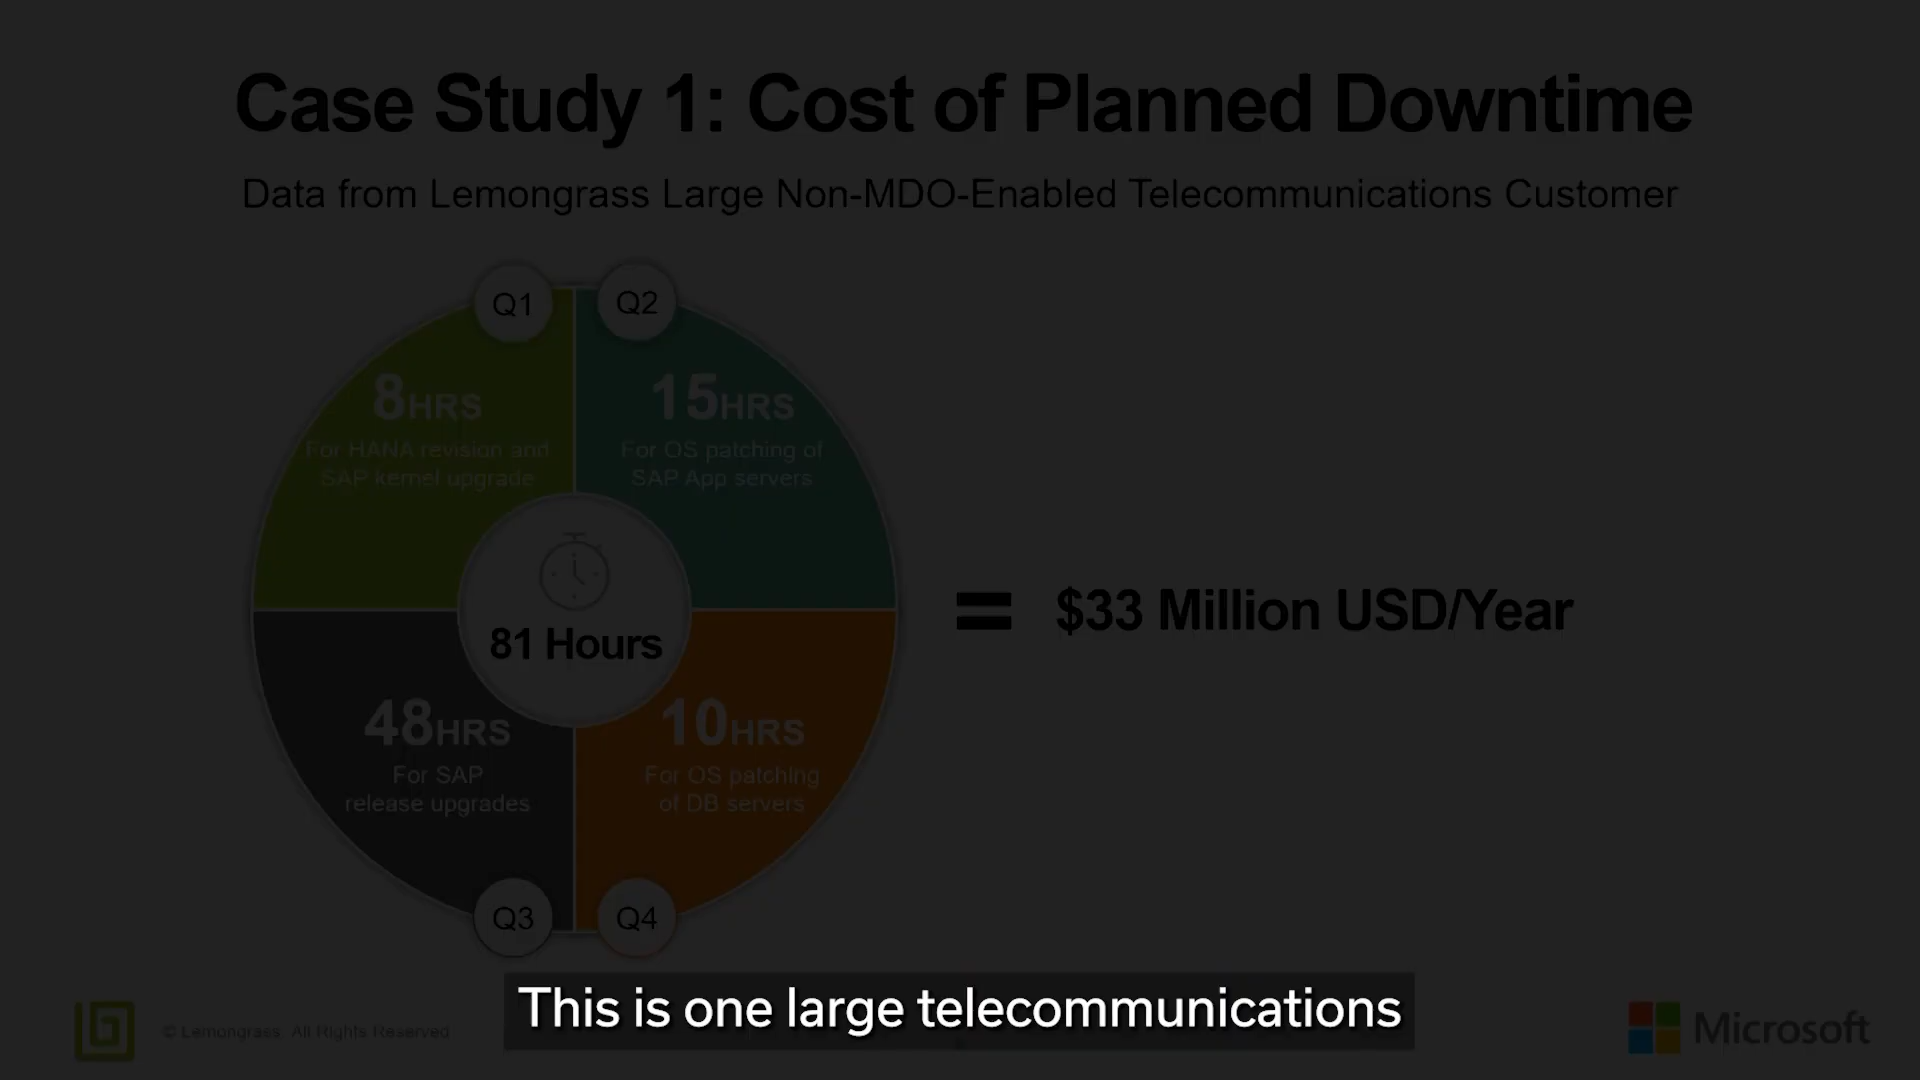 Case Study 1: Cost of Planned Downtime
Data from Lemongrass Large Non-MDO-Enabled Telecommunications Customer
Q1
Q2
8HRS
For HANA revision and
SAP kernel upgrade
15HRS
For OS patching of
SAP App servers
81 Hours
= $33 Million USD/Year
48HRS
For SAP
release upgrades
10HRS
For OS patching
of DB servers
Q3
Q4
This is one large telecommunications
© Lemongrass. All Rights Reserved
Microsoft